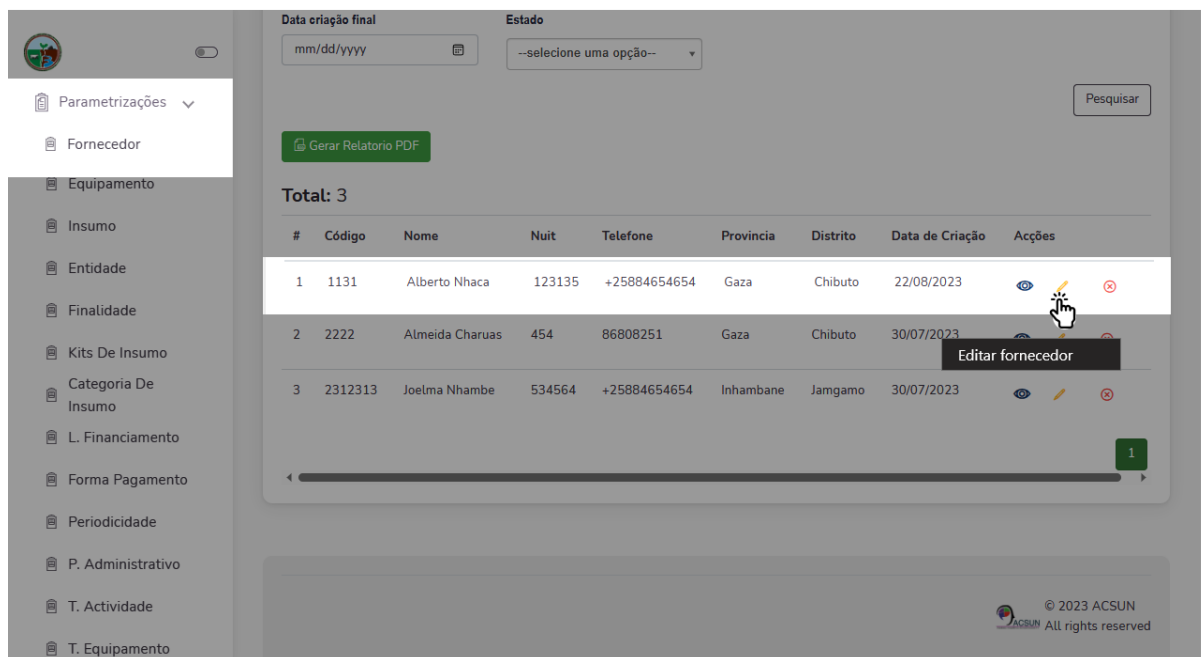 Data criação final
Estado
mm/dd/yyyy
--selecione uma opção--
Pesquisar
Parametrizações
Fornecedor
Equipamento
Insumo
Entidade
Finalidade
Kits De Insumo
Categoria De
Insumo
L. Financiamento
Forma Pagamento
Periodicidade
P. Administrativo
T. Actividade
T. Equipamento
Gerar Relatorio PDF
Total: 3
# Código Nome Nuit Telefone Provincia Distrito Data de Criação Acções
1 1131 Alberto Nhaca 123135 +25884654654 Gaza Chibuto 22/08/2023
2 2222 Almeida Charuas 454 86808251 Gaza Chibuto 30/07/2023
Editar fornecedor
3 2312313 Joelma Nhambe 534564 +25884654654 Inhambane Jamgamo 30/07/2023
1
ACSUN
© 2023 ACSUN
All rights reserved